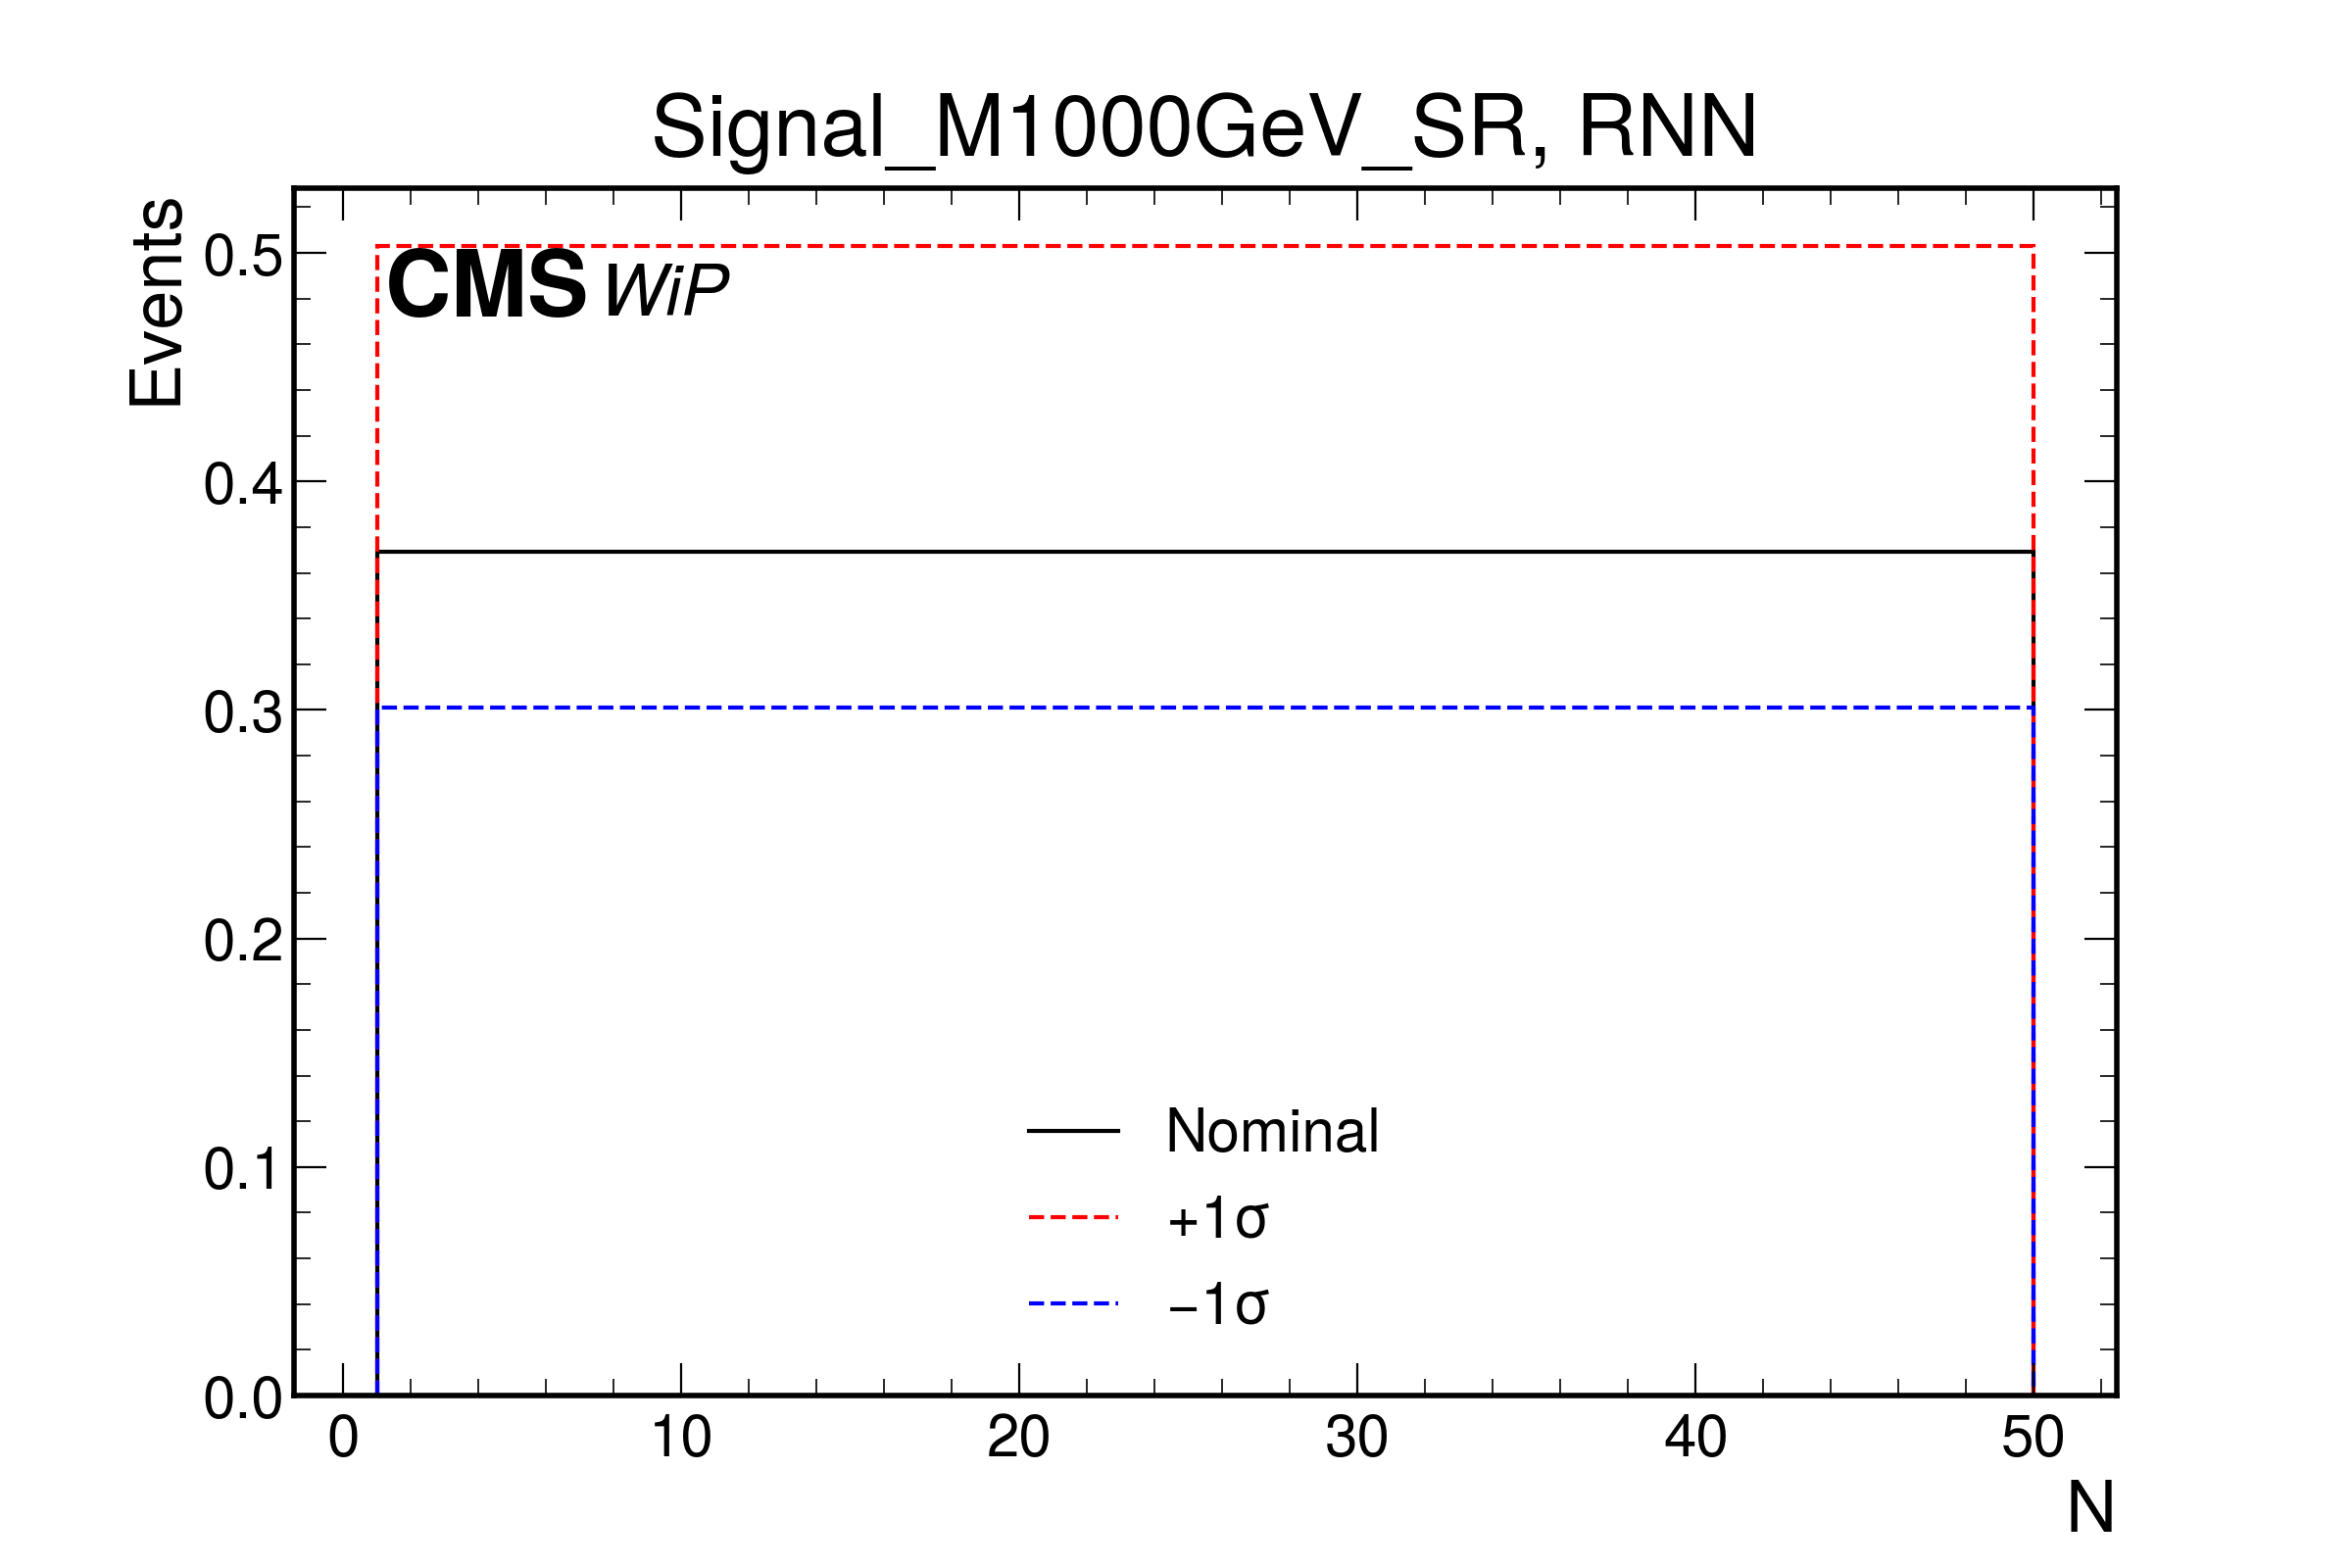 Signal_M1000GeV_SR, RNN
Events
CMS WiP
0.5
0.4
0.3
0.2
0.1
0.0
Nominal
+1σ
−1σ
0 10 20 30 40 50
N